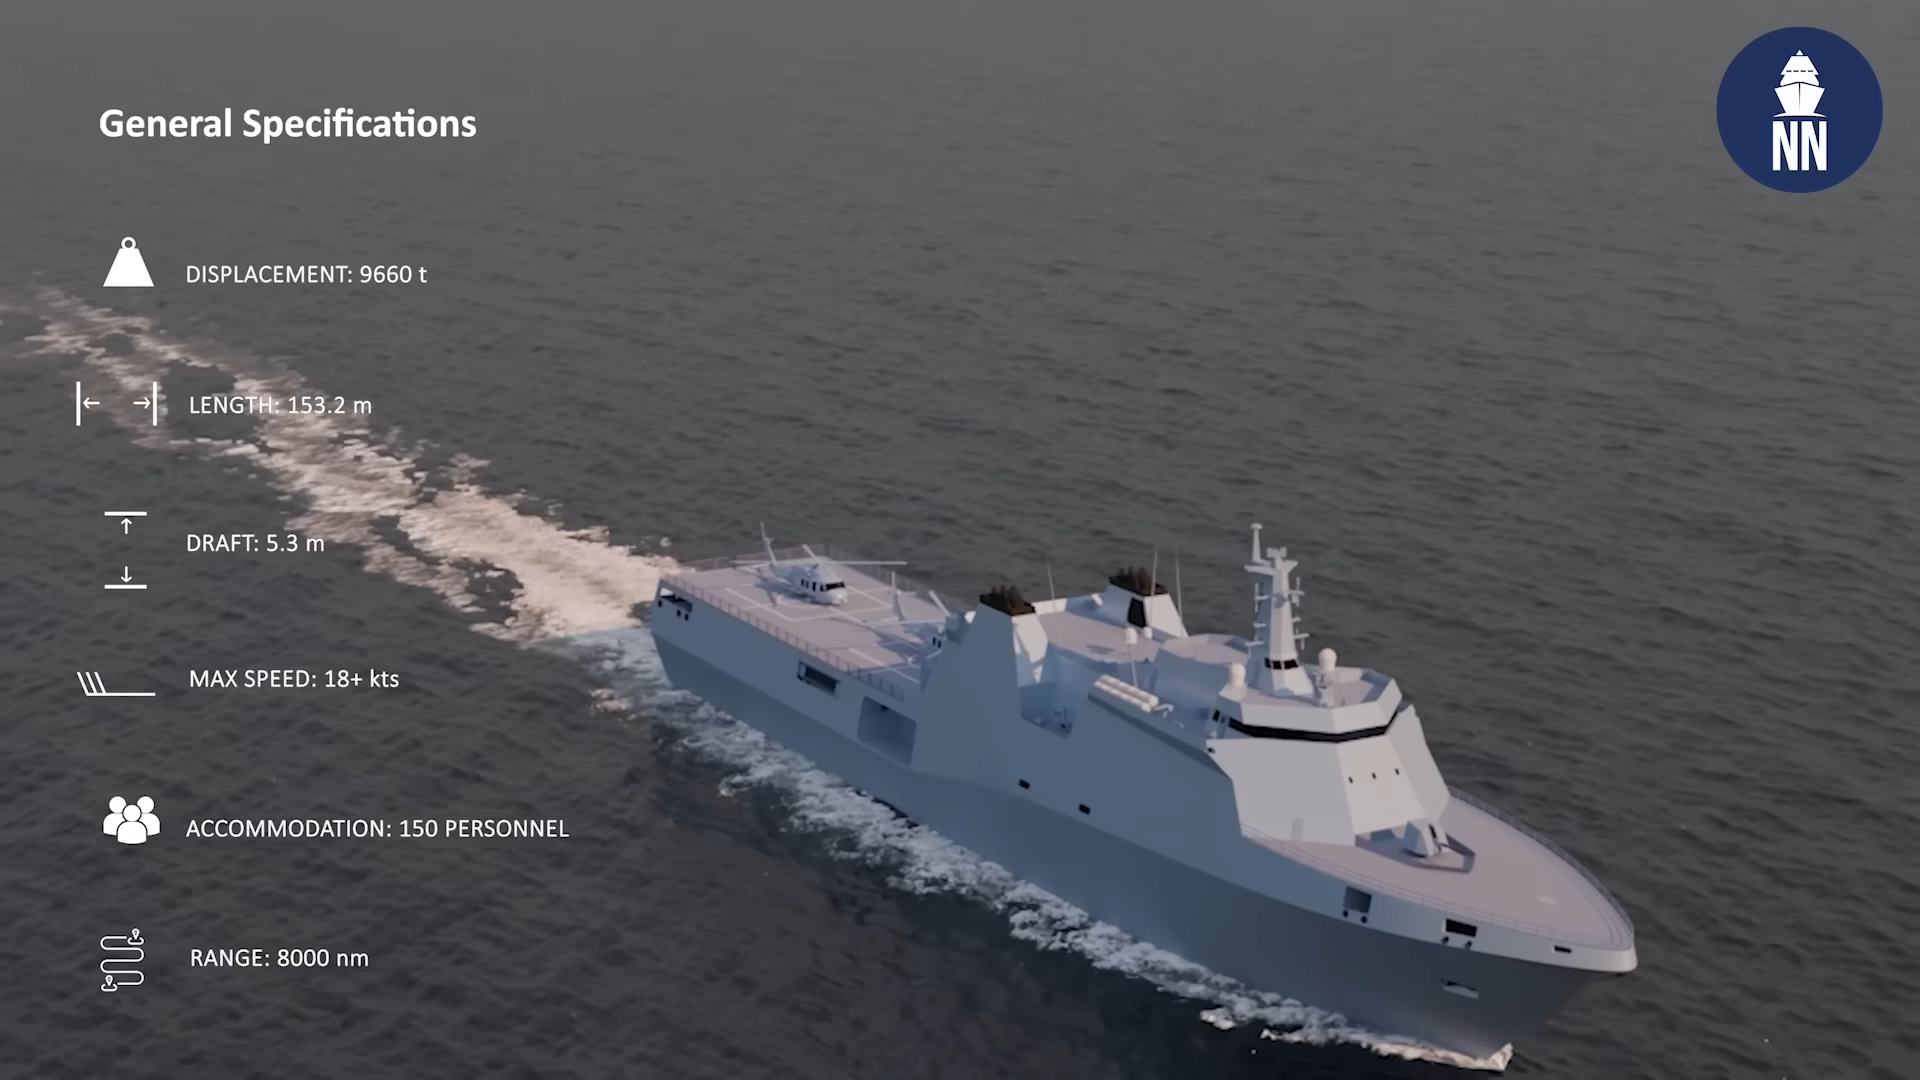 General Specifications
NN
DISPLACEMENT: 9660 t
LENGTH: 153.2 m
DRAFT: 5.3 m
MAX SPEED: 18+ kts
ACCOMMODATION: 150 PERSONNEL
RANGE: 8000 nm